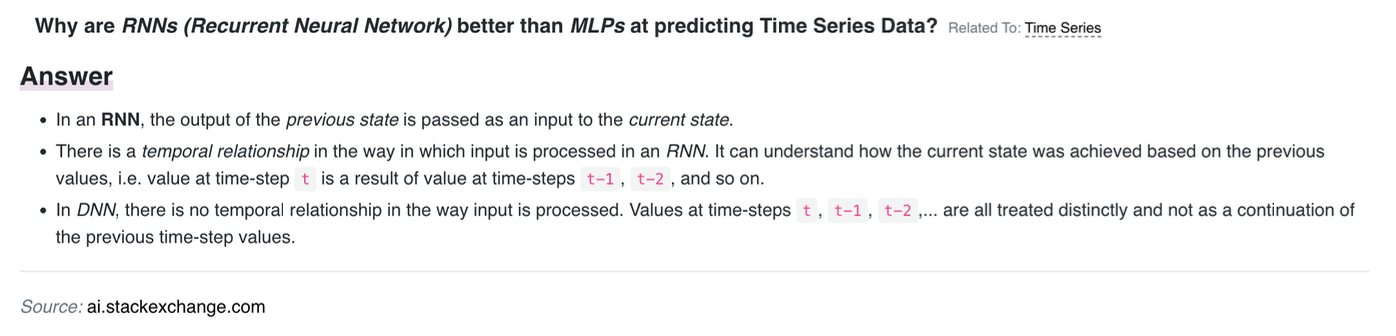 Why are RNNs (Recurrent Neural Network) better than MLPs at predicting Time Series Data? Related To: Time Series
Answer
• In an RNN, the output of the previous state is passed as an input to the current state.
• There is a temporal relationship in the way in which input is processed in an RNN. It can understand how the current state was achieved based on the previous
values, i.e. value at time-step t is a result of value at time-steps t-1 , t-2 , and so on.
• In DNN, there is no temporal relationship in the way input is processed. Values at time-steps t , t-1 , t-2 ,... are all treated distinctly and not as a continuation of
the previous time-step values.
Source: ai.stackexchange.com